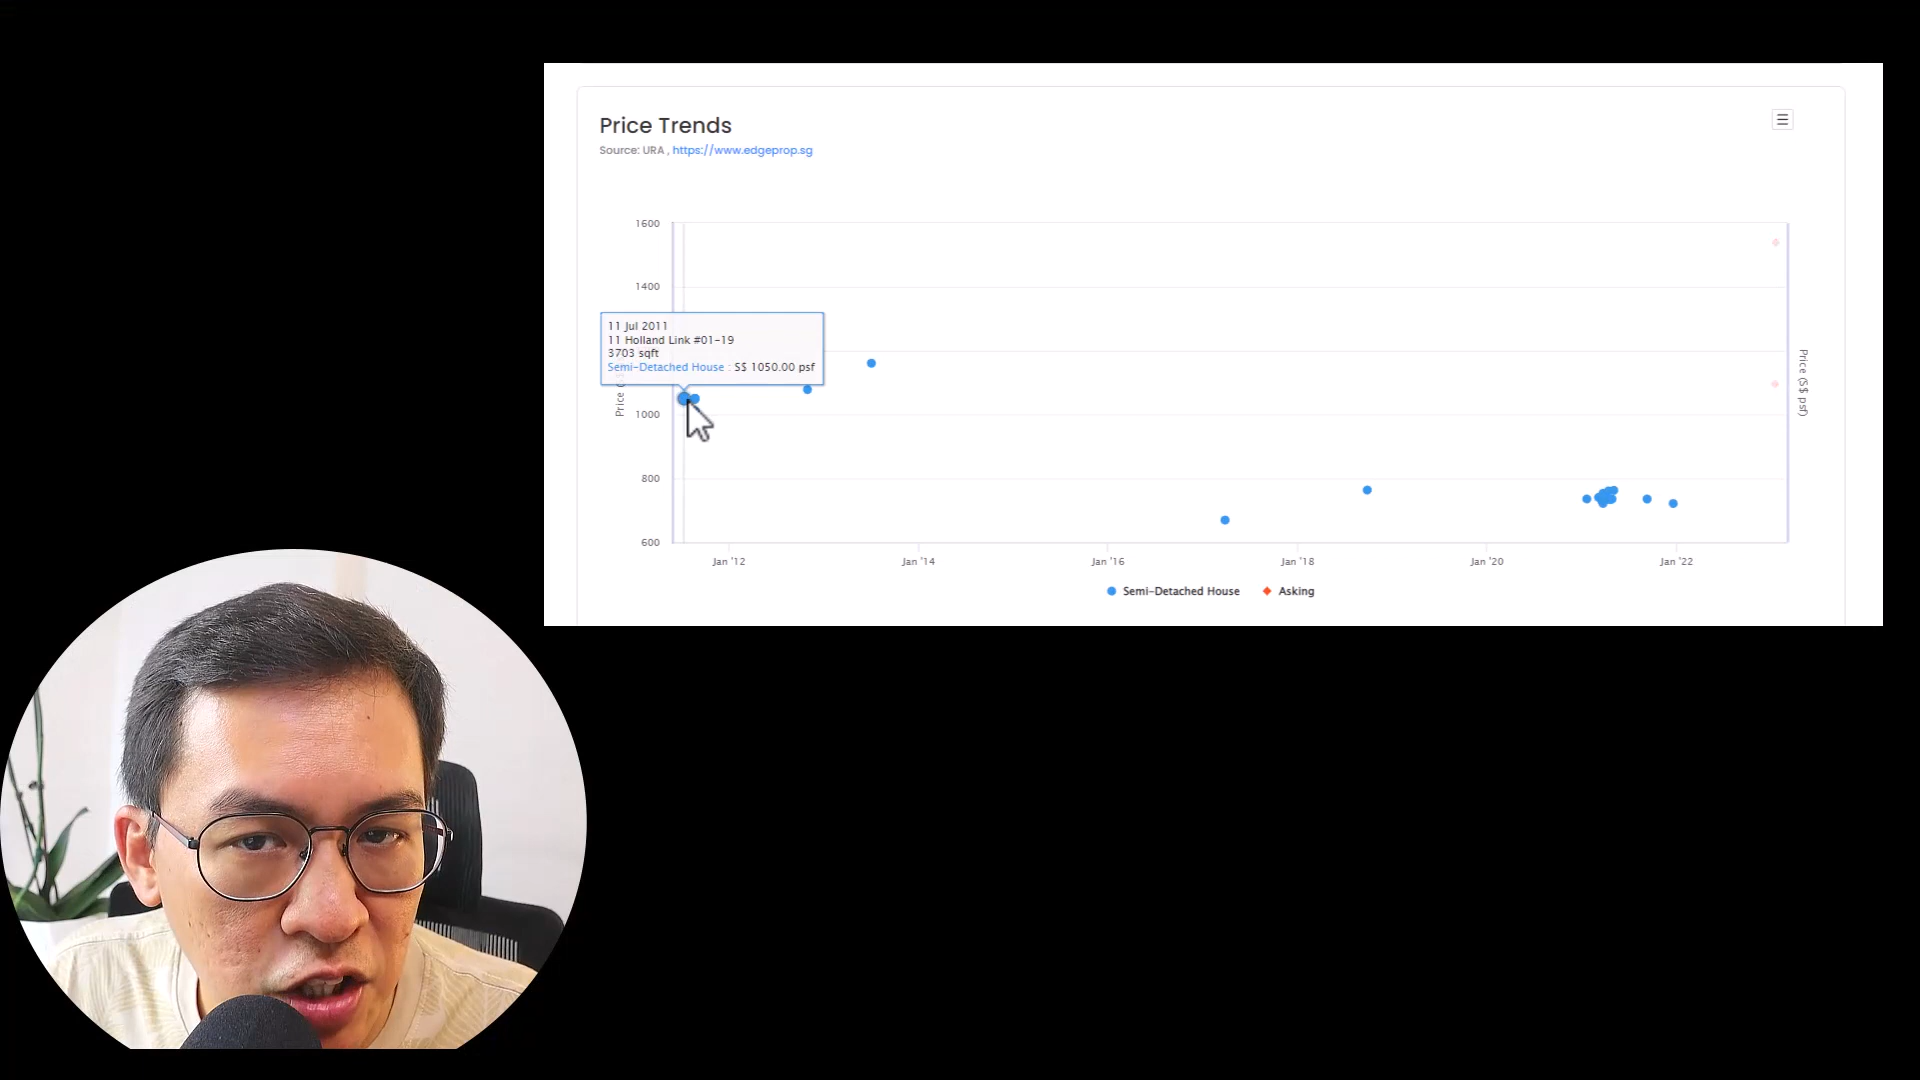 Price Trends
Source: URA , https://www.edgeprop.sg
1600
1400
11 Jul 2011
11 Holland Link #01-19
3703 sqft
Semi-Detached House : S$ 1050.00 psf
Price
1000
800
600
Price (S$ psf)
Jan '12
Jan '14
Jan '16
Jan '18
Jan '20
Jan '22
Semi-Detached House
Asking